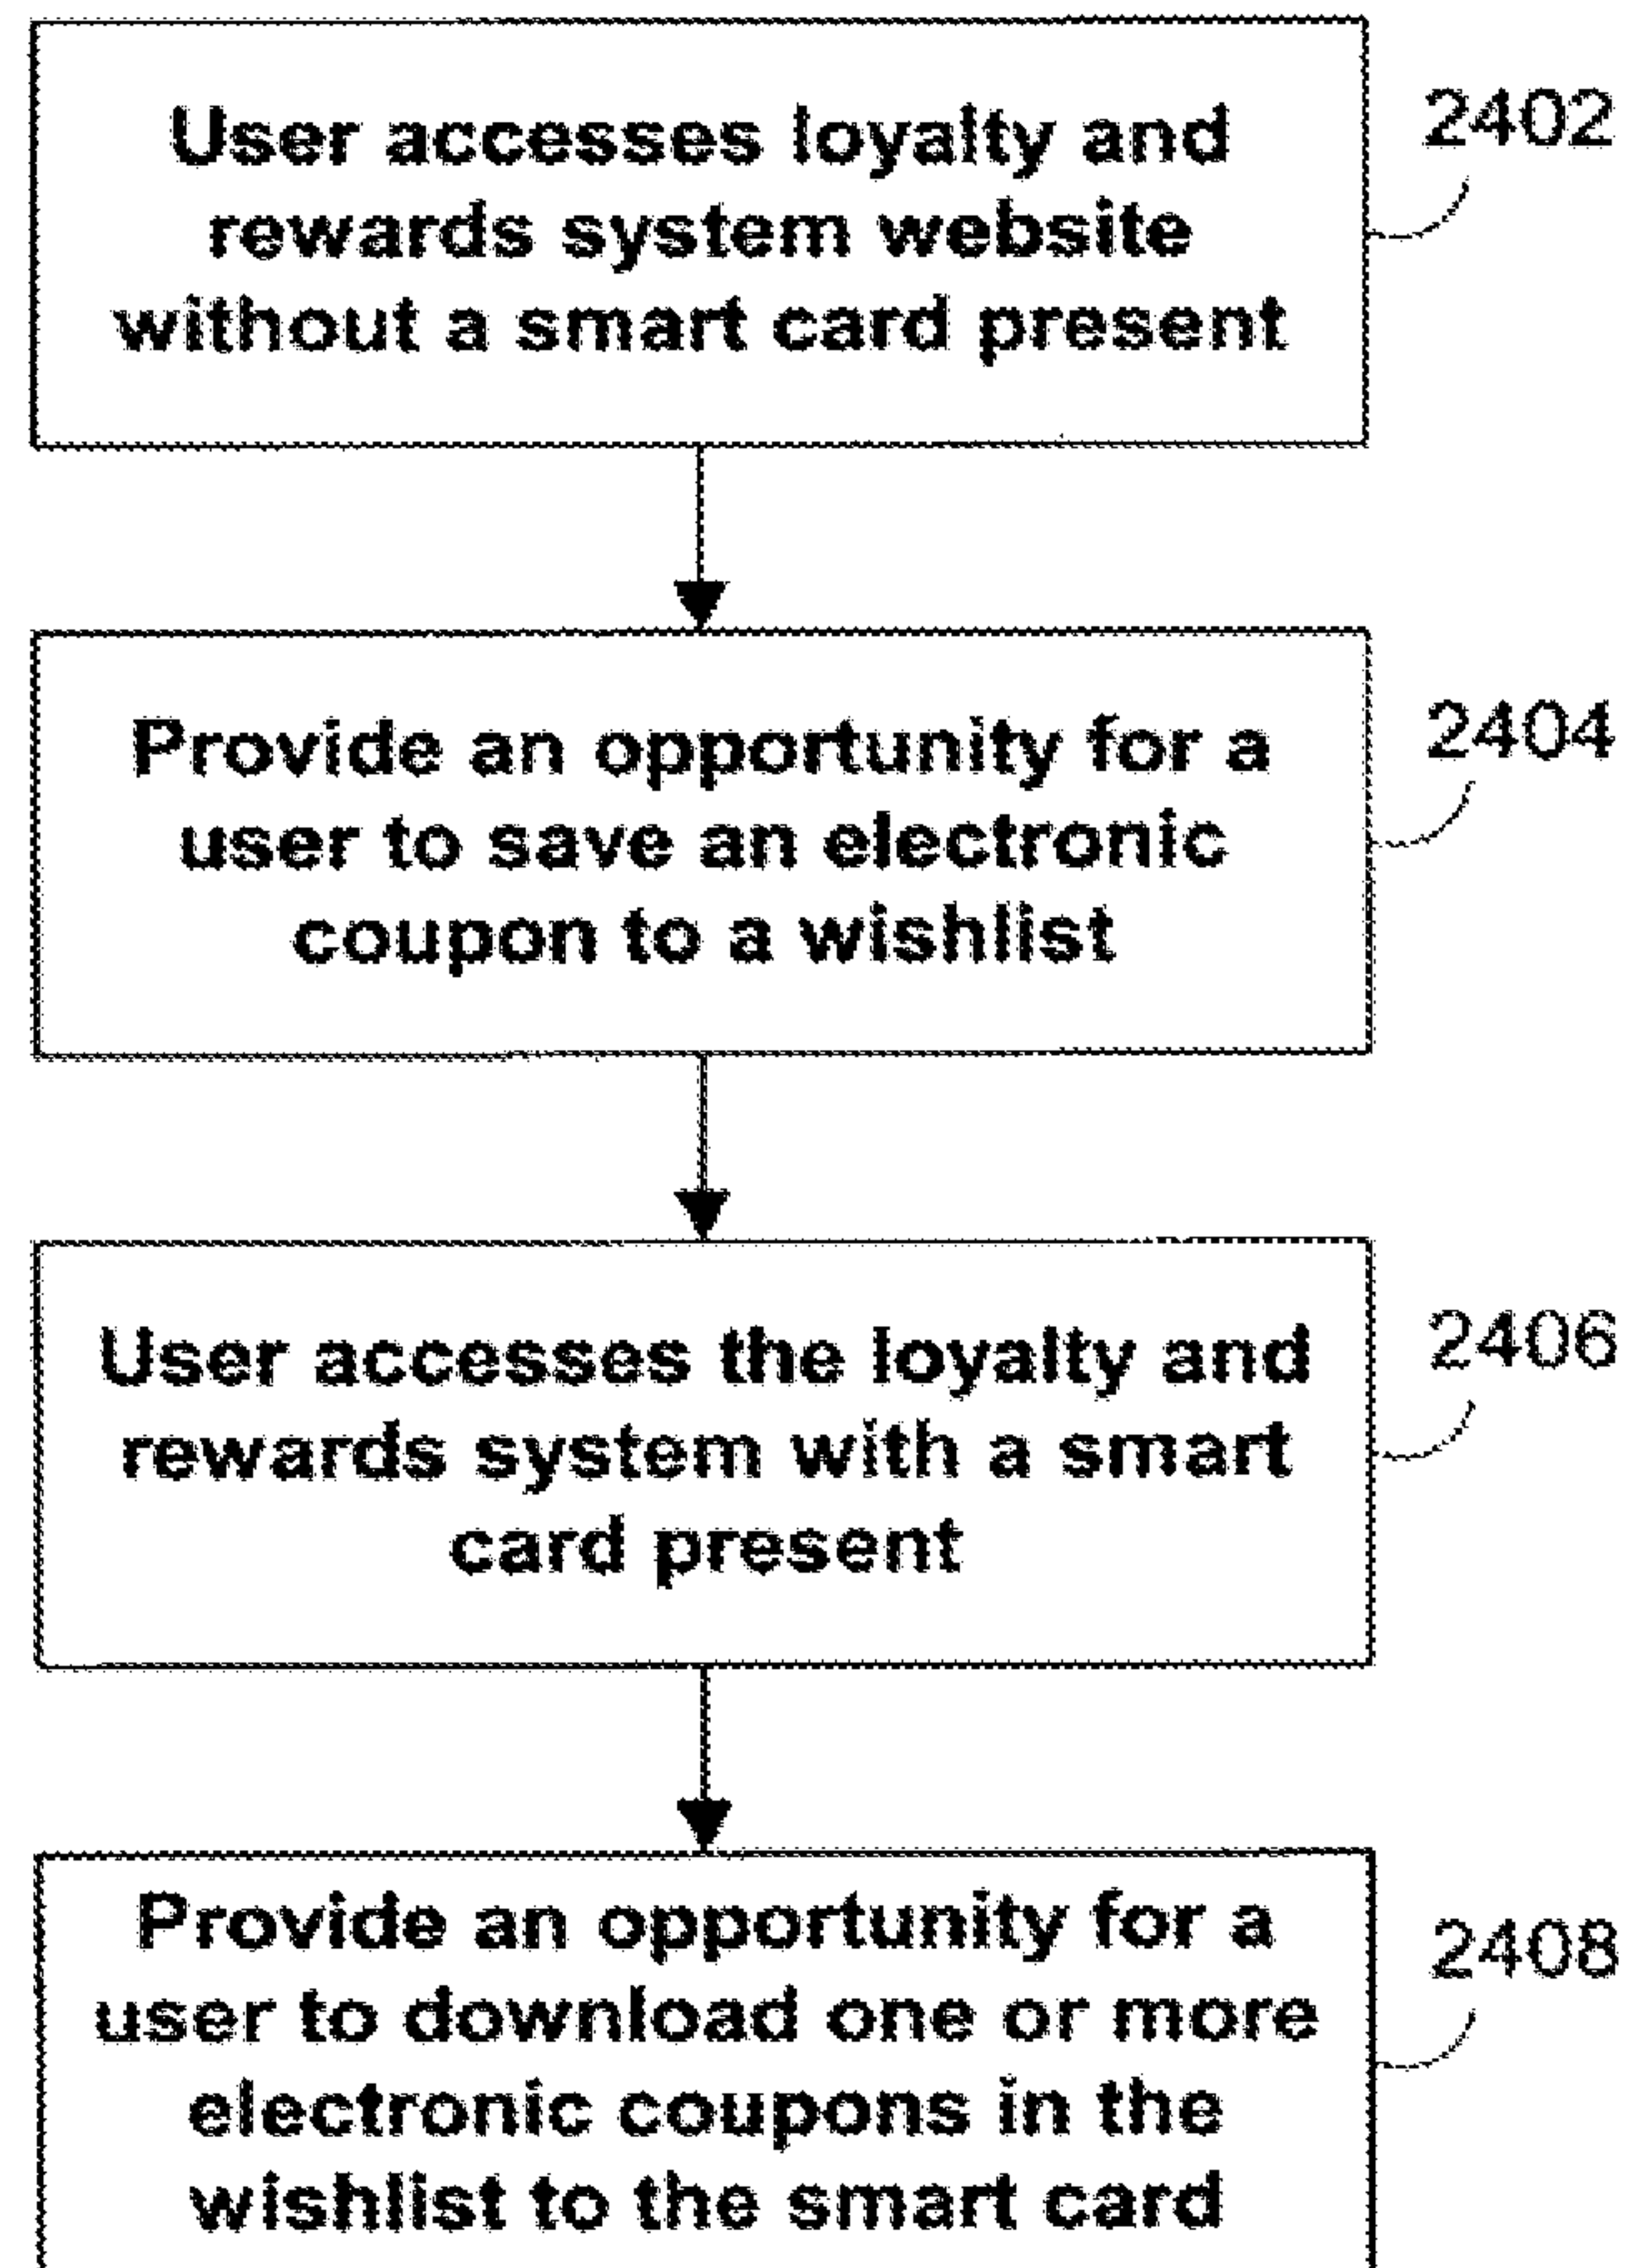 User accesses loyalty and
rewards system website
without a smart card present
2402
Provide an opportunity for a
user to save an electronic
coupon to a wishlist
2404
User accesses the loyalty and
rewards system with a smart
card present
2406
Provide an opportunity for a
user to download one or more
electronic coupons in the
wishlist to the smart card
2408